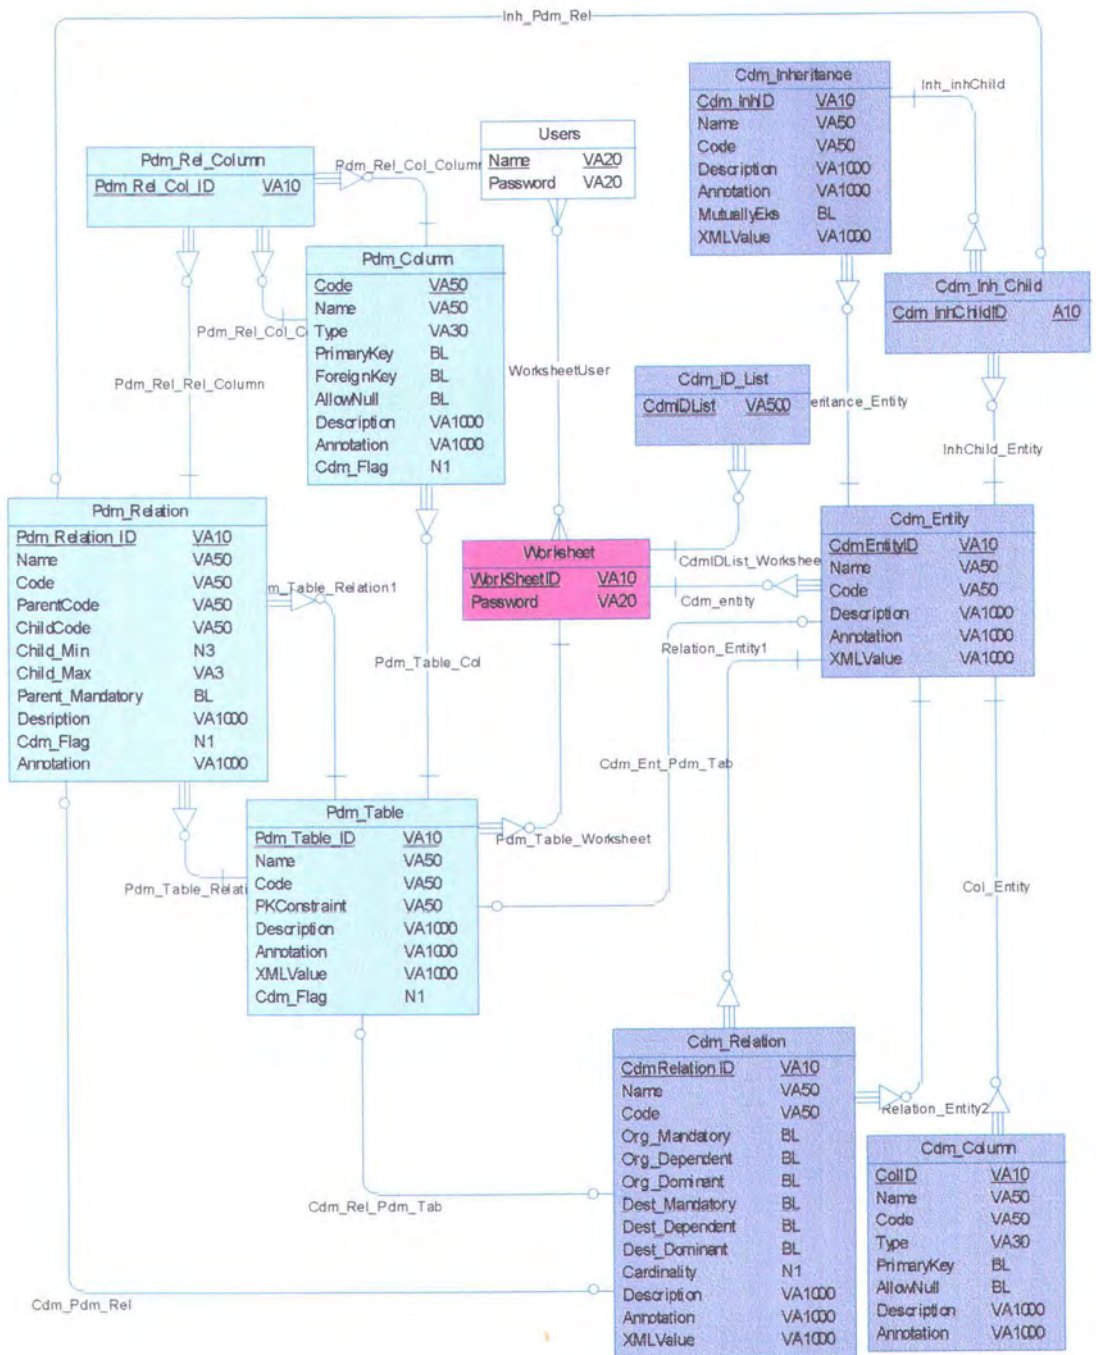 Inh_Pdm_Rel
Cdm_Inheritance
Cdm_InhID VA10
Name VA50
Code VA50
Description VA1000
Annotation VA1000
MutuallyEks BL
XMLValue VA1000
Inh_inhChild
Users
Name VA20
Password VA20
Pdm_Rel_Column
Pdm_Rel_Col_ID VA10
Pdm_Rel_Col_Column
Pdm_Column
Code VA50
Name VA50
Type VA30
PrimaryKey BL
ForeignKey BL
AllowNull BL
Description VA1000
Annotation VA1000
Cdm_Flag N1
Cdm_Inh_Child
Cdm_InhChildID A10
Pdm_Rel_Col_C
Pdm_Rel_Rel_Column
WorksheetUser
Cdm_ID_List
CdmIDList VA500
eritance_Entity
InhChild_Entity
Pdm_Relation
Pdm_Relation_ID VA10
Name VA50
Code VA50
ParentCode VA50
ChildCode VA50
Child_Min N3
Child_Max VA3
Parent_Mandatory BL
Desription VA1000
Cdm_Flag N1
Annotation VA1000
m_Table_Relation1
Worksheet
WorkSheetID VA10
Password VA20
CdmIDList_Workshee
Cdm_entity
Cdm_Entity
CdmEntityID VA10
Name VA50
Code VA50
Description VA1000
Annotation VA1000
XMLValue VA1000
Relation_Entity1
Pdm_Table_Col
Cdm_Ent_Pdm_Tab
Pdm_Table
Pdm_Table_ID VA10
Name VA50
Code VA50
PKConstraint VA50
Description VA1000
Annotation VA1000
XMLValue VA1000
Cdm_Flag N1
Pdm_Table_Worksheet
Pdm_Table_Relati
Col_Entity
Cdm_Relation
CdmRelationID VA10
Name VA50
Code VA50
Org_Mandatory BL
Org_Dependent BL
Org_Dominant BL
Dest_Mandatory BL
Dest_Dependent BL
Dest_Dominant BL
Cardinality N1
Description VA1000
Annotation VA1000
XMLValue VA1000
Relation_Entity2
Cdm_Column
ColID VA10
Name VA50
Code VA50
Type VA30
PrimaryKey BL
AllowNull BL
Description VA1000
Annotation VA1000
Cdm_Rel_Pdm_Tab
Cdm_Pdm_Rel